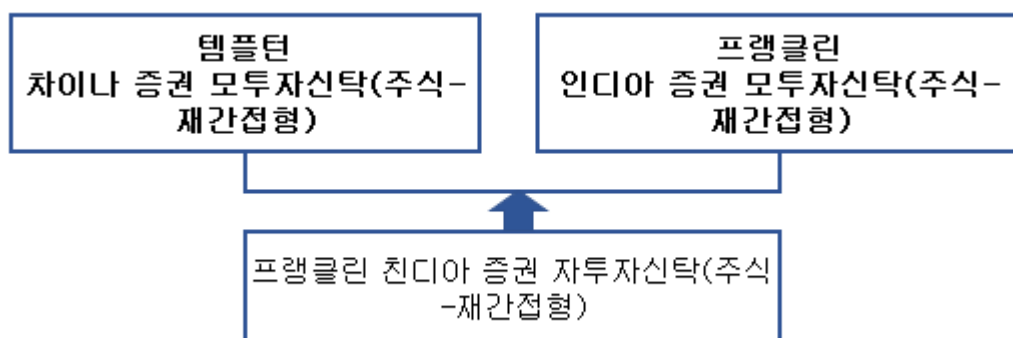 템플턴
차이나 증권 모투자신탁(주식-
재간접형)
프랭클린
인디아 증권 모투자신탁(주식-
재간접형)
프랭클린 친디아 증권 자투자신탁(주식
-재간접형)